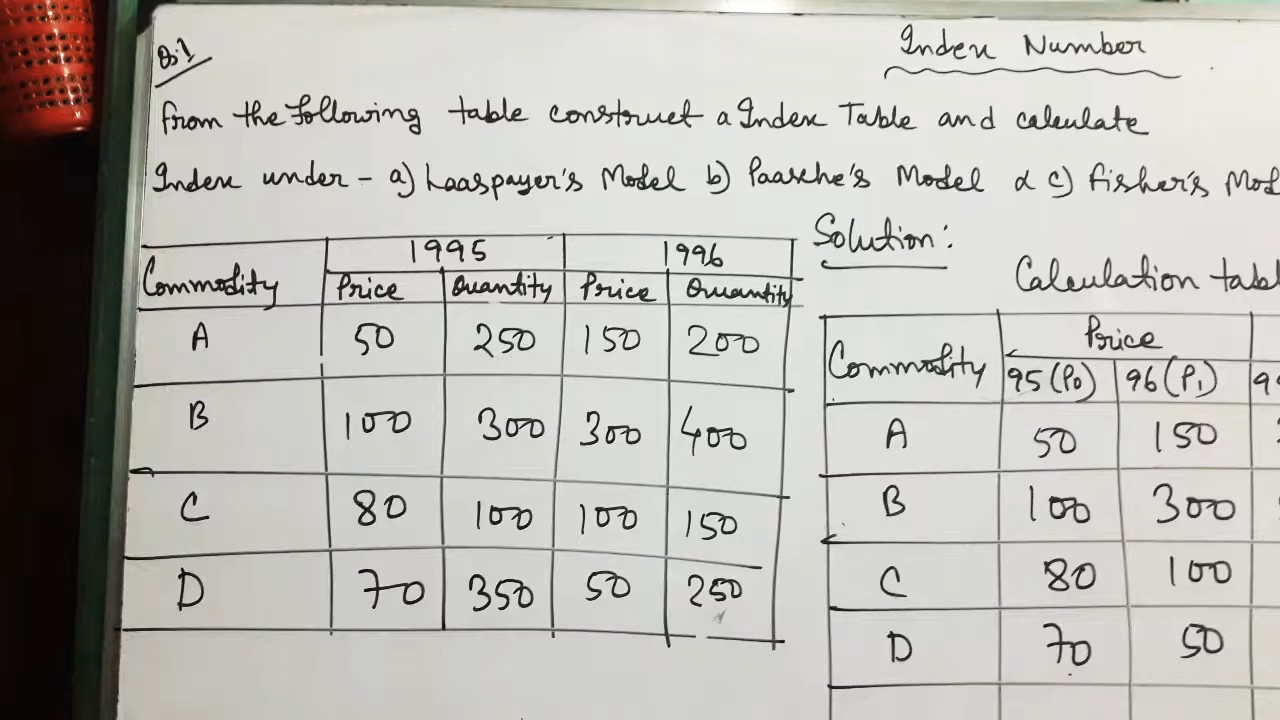 Q.1
Index Number
from the following table construct a Index Table and calculate
Index under - a) Laaspayer's Model b) Paasche's Model & c) Fisher's Mod
1995 1996
Commodity Price Quantity Price Quantity
A 50 250 150 200
B 100 300 300 400
C 80 100 100 150
D 70 350 50 250
Solution:
Calculation tabl
Commodity Price
95 (P0) 96 (P1)
A 50 150
B 100 300
C 80 100
D 70 50